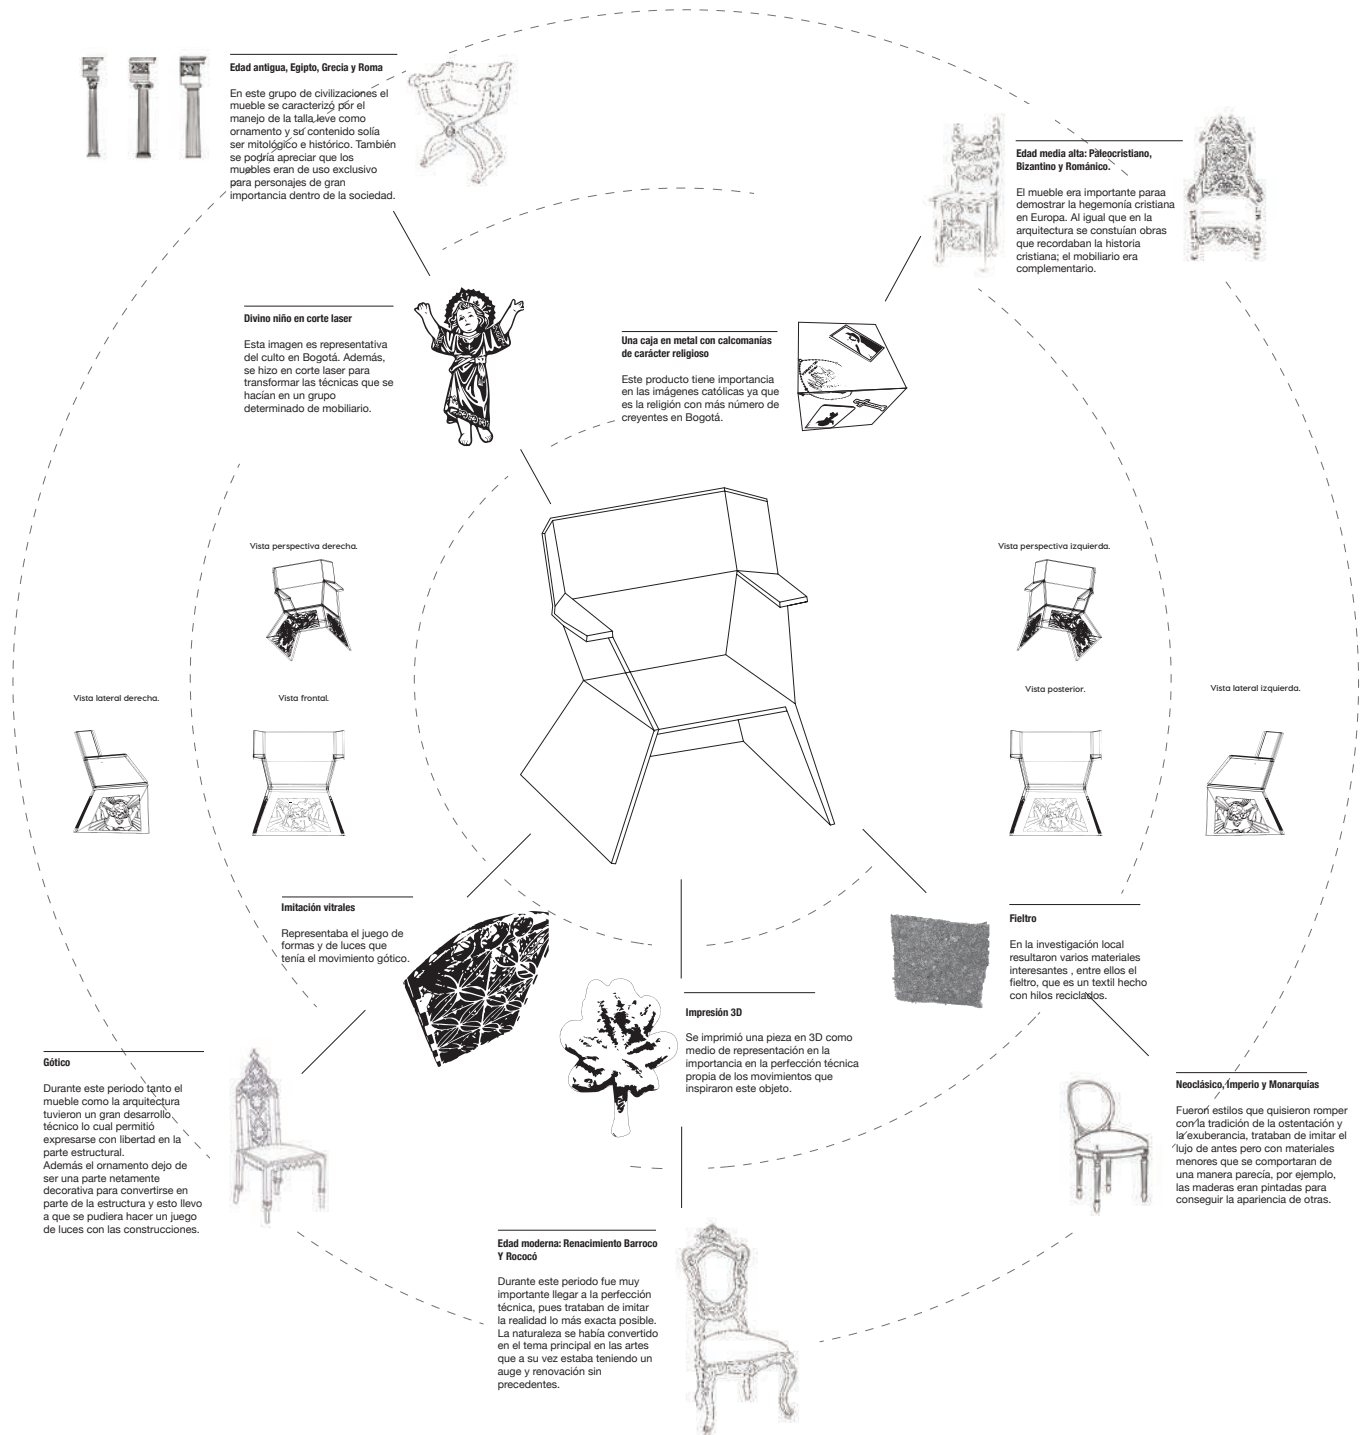 Edad antigua, Egipto, Grecia y Roma
En este grupo de civilizaciones el
mueble se caracterizó por el
manejo de la talla leve como
ornamento y su contenido solía
ser mitológico e histórico. También
se podría apreciar que los
muebles eran de uso exclusivo
para personajes de gran
importancia dentro de la sociedad.
Edad media alta: Paleocristiano,
Bizantino y Románico.
El mueble era importante paraa
demostrar la hegemonía cristiana
en Europa. Al igual que en la
arquitectura se constuían obras
que recordaban la historia
cristiana; el mobiliario era
complementario.
Divino niño en corte laser
Esta imagen es representativa
del culto en Bogotá. Además,
se hizo en corte laser para
transformar las técnicas que se
hacían en un grupo
determinado de mobiliario.
Una caja en metal con calcomanías
de carácter religioso
Este producto tiene importancia
en las imágenes católicas ya que
es la religión con más número de
creyentes en Bogotá.
Vista perspectiva derecha.
Vista perspectiva izquierda.
Vista lateral derecha.
Vista frontal.
Vista posterior.
Vista lateral izquierda.
Imitación vitrales
Representaba el juego de
formas y de luces que
tenía el movimiento gótico.
Fieltro
En la investigación local
resultaron varios materiales
interesantes , entre ellos el
fieltro, que es un textil hecho
con hilos reciclados.
Impresión 3D
Se imprimió una pieza en 3D como
medio de representación en la
importancia en la perfección técnica
propia de los movimientos que
inspiraron este objeto.
Gótico
Durante este periodo tanto el
mueble como la arquitectura
tuvieron un gran desarrollo
técnico lo cual permitió
expresarse con libertad en la
parte estructural.
Además el ornamento dejo de
ser una parte netamente
decorativa para convertirse en
parte de la estructura y esto llevo
a que se pudiera hacer un juego
de luces con las construcciones.
Neoclásico, Imperio y Monarquías
Fueron estilos que quisieron romper
con la tradición de la ostentación y
la exuberancia, trataban de imitar el
lujo de antes pero con materiales
menores que se comportaran de
una manera parecía, por ejemplo,
las maderas eran pintadas para
conseguir la apariencia de otras.
Edad moderna: Renacimiento Barroco
Y Rococó
Durante este periodo fue muy
importante llegar a la perfección
técnica, pues trataban de imitar
la realidad lo más exacta posible.
La naturaleza se había convertido
en el tema principal en las artes
que a su vez estaba teniendo un
auge y renovación sin
precedentes.